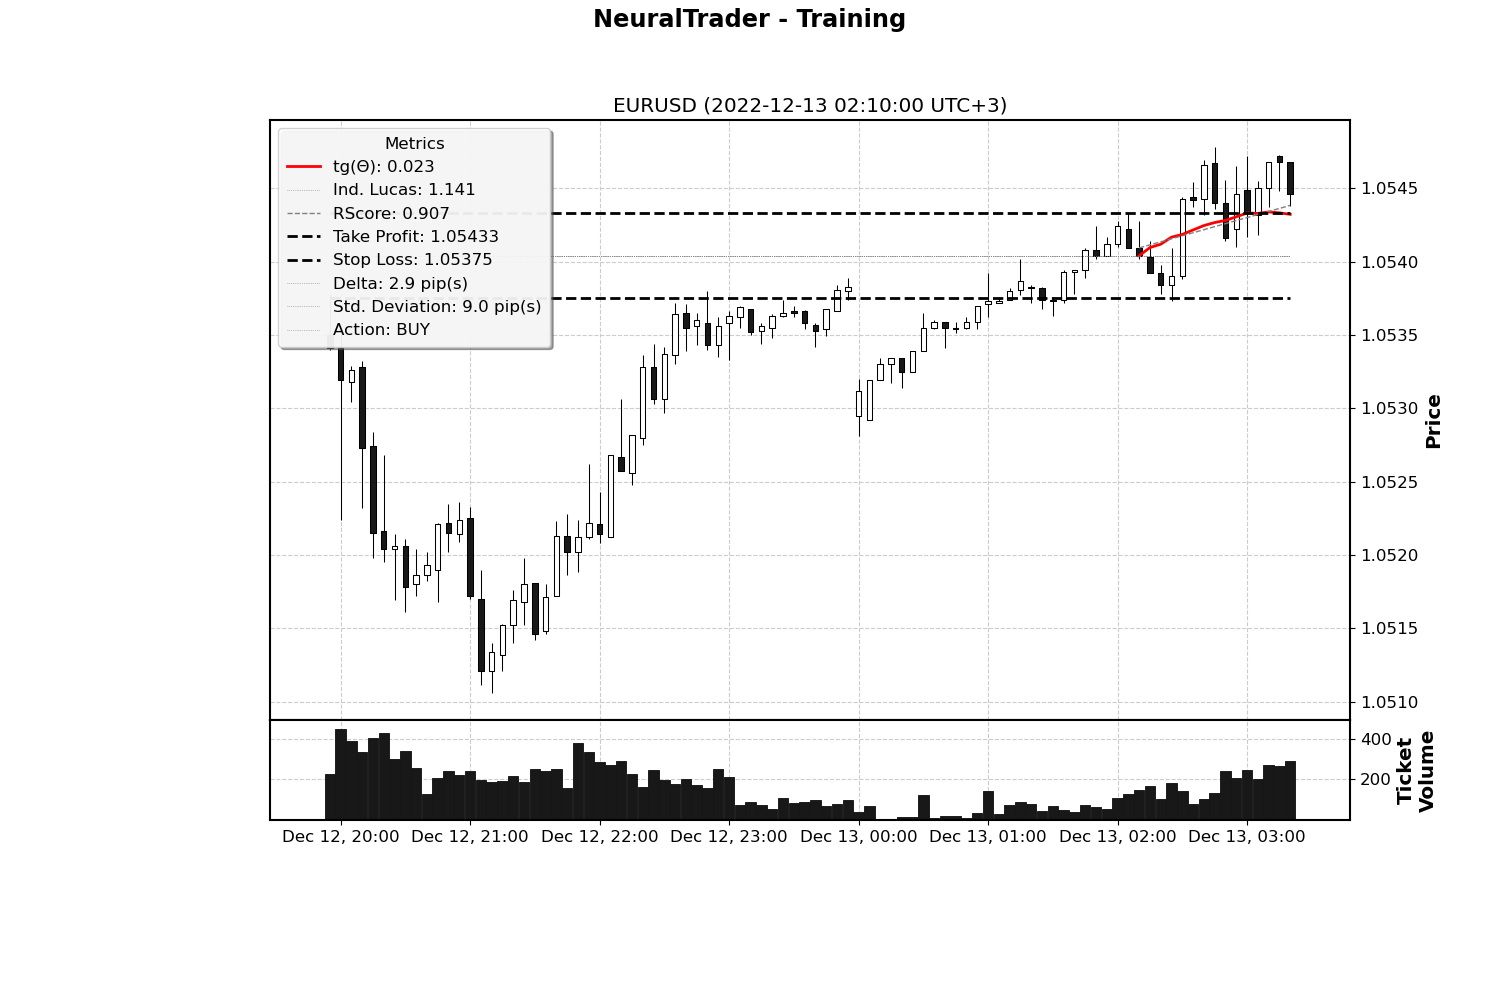 NeuralTrader - Training
EURUSD (2022-12-13 02:10:00 UTC+3)
Metrics
tg(Θ): 0.023
Ind. Lucas: 1.141
RScore: 0.907
Take Profit: 1.05433
Stop Loss: 1.05375
Delta: 2.9 pip(s)
Std. Deviation: 9.0 pip(s)
Action: BUY
1.0545
1.0540
1.0535
1.0530
1.0525
1.0520
1.0515
1.0510
Price
400
200
Ticket
Volume
Dec 12, 20:00
Dec 12, 21:00
Dec 12, 22:00
Dec 12, 23:00
Dec 13, 00:00
Dec 13, 01:00
Dec 13, 02:00
Dec 13, 03:00